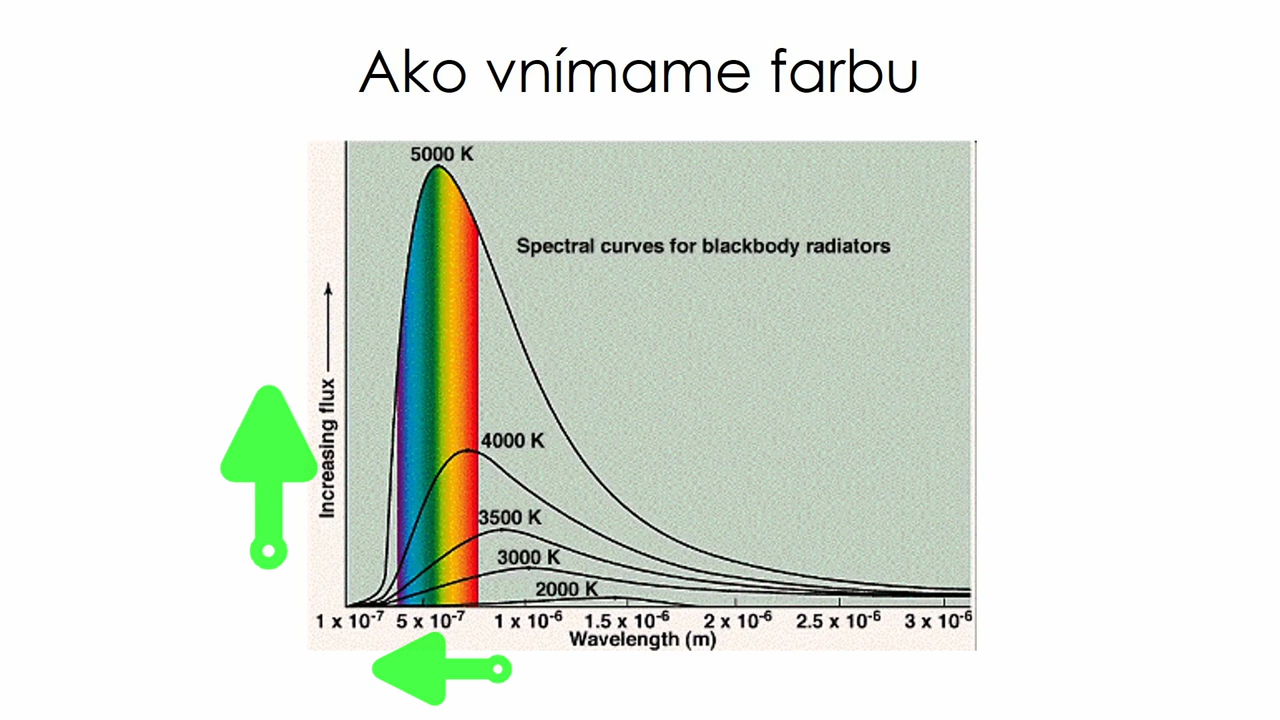 Ako vnímame farbu
5000 K
Spectral curves for blackbody radiators
Increasing flux
4000 K
3500 K
3000 K
2000 K
1 x 10⁻⁷ 5 x 10⁻⁷ 1 x 10⁻⁶ 1.5 x 10⁻⁶ 2 x 10⁻⁶ 2.5 x 10⁻⁶ 3 x 10⁻⁶
Wavelength (m)